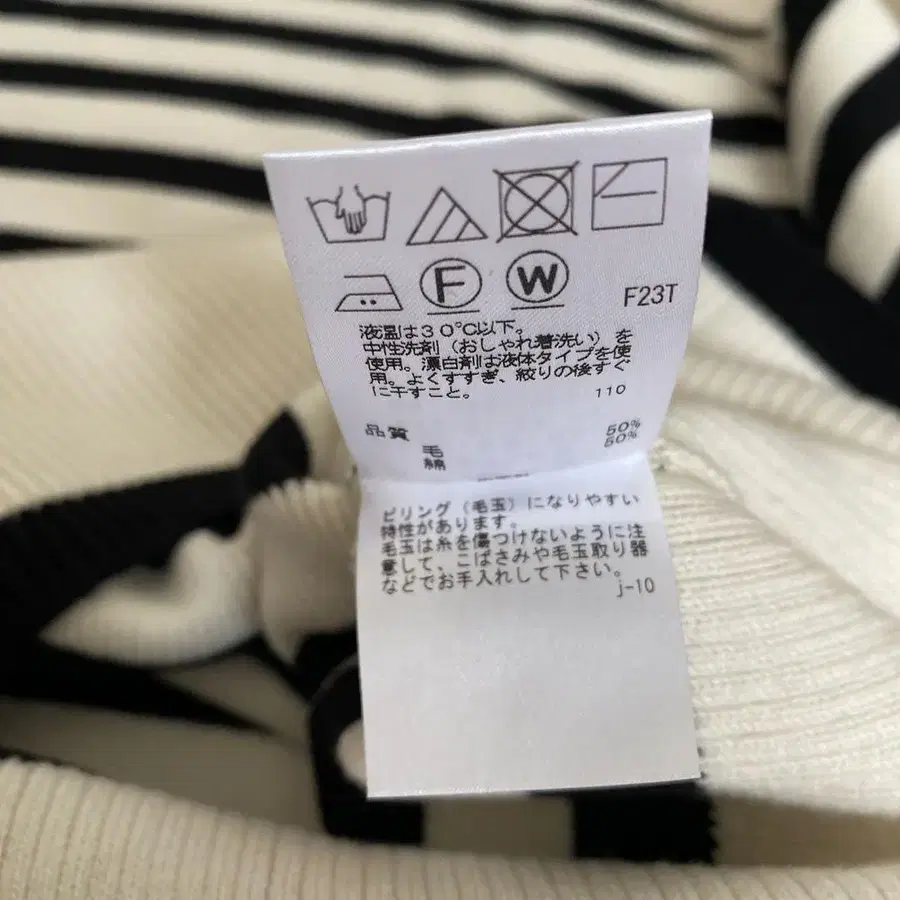 F W F23T
液温は30℃以下。
中性洗剤（おしゃれ着洗い）を
使用。漂白剤は液体タイプを使
用。よくすすぎ、絞りの後すぐ
に干すこと。 110
品質 50%
毛 50%
綿
ピリング（毛玉）になりやすい
特性があります。
毛玉は糸を傷つけないように注
意して、こばさみや毛玉取り器
などでお手入れして下さい。
j-10